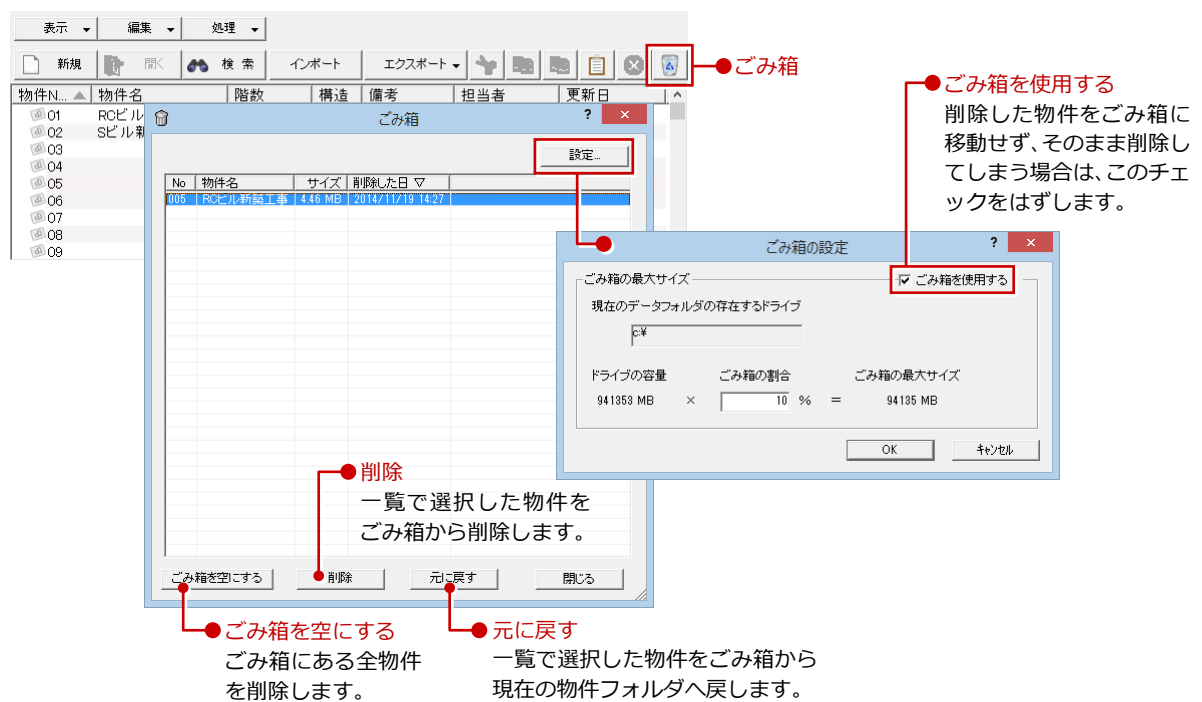 表示 編集 処理
新規 開く 検索 インポート エクスポート
ごみ箱
物件N... 物件名 階数 構造 備考 担当者 更新日
01 RCビル
02 Sビル新
03
04
05
06
07
08
09
ごみ箱 ? ×
設定...
No 物件名 サイズ 削除した日 ▽
005 RCビル新築工事 4.46 MB 2014/11/19 14:27
ごみ箱を使用する
削除した物件をごみ箱に
移動せず、そのまま削除し
てしまう場合は、このチェ
ックをはずします。
ごみ箱の設定 ? ×
ごみ箱の最大サイズ ごみ箱を使用する
現在のデータフォルダの存在するドライブ
c:¥
ドライブの容量 ごみ箱の割合 ごみ箱の最大サイズ
941353 MB × 10 % = 94135 MB
OK キャンセル
削除
一覧で選択した物件を
ごみ箱から削除します。
ごみ箱を空にする 削除 元に戻す 閉じる
ごみ箱を空にする
ごみ箱にある全物件
を削除します。
元に戻す
一覧で選択した物件をごみ箱から
現在の物件フォルダへ戻します。